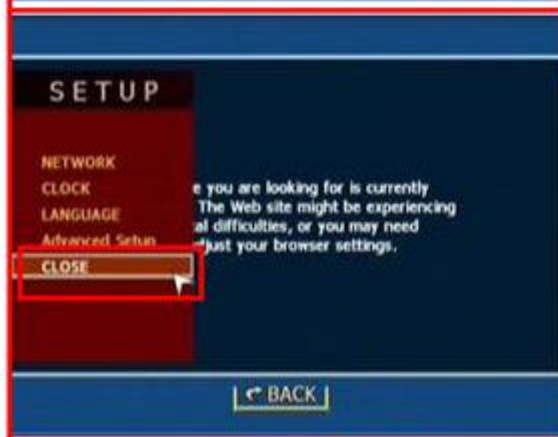 SETUP
NETWORK
CLOCK
LANGUAGE
Advanced Setup
CLOSE
e you are looking for is currently
The Web site might be experiencing
al difficulties, or you may need
djust your browser settings.
BACK